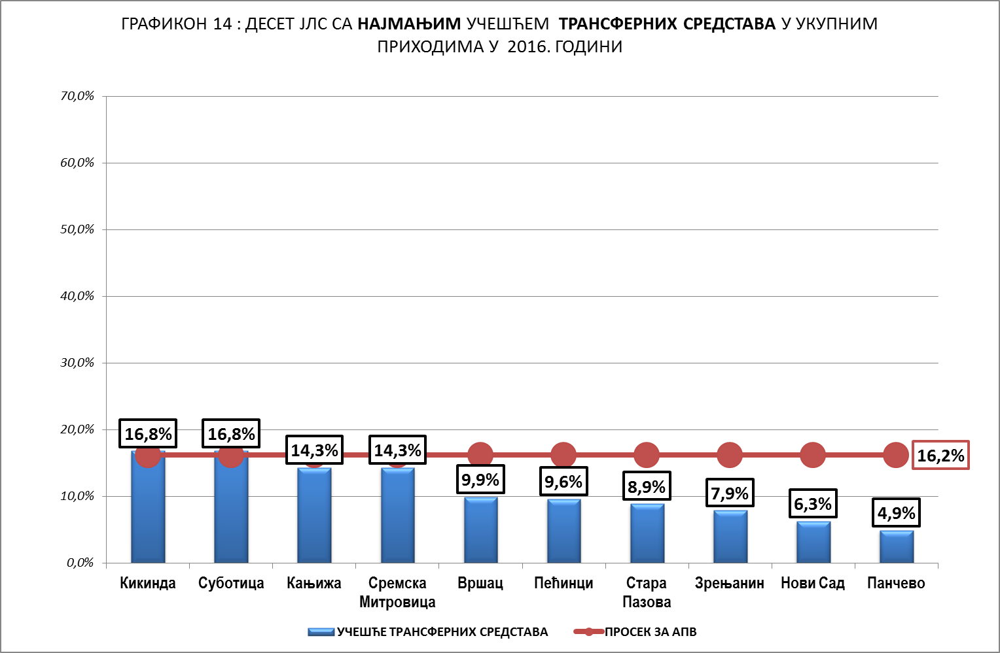 ГРАФИКОН 14 : ДЕСЕТ ЈЛС СА НАЈМАЊИМ УЧЕШЋЕМ ТРАНСФЕРНИХ СРЕДСТАВА У УКУПНИМ
ПРИХОДИМА У 2016. ГОДИНИ
70,0%
60,0%
50,0%
40,0%
30,0%
20,0%
10,0%
0,0%
16,8%
16,8%
14,3%
14,3%
9,9%
9,6%
8,9%
7,9%
6,3%
4,9%
16,2%
Кикинда
Суботица
Кањижа
Сремска
Митровица
Вршац
Пећинци
Стара
Пазова
Зрењанин
Нови Сад
Панчево
УЧЕШЋЕ ТРАНСФЕРНИХ СРЕДСТАВА
ПРОСЕК ЗА АПВ